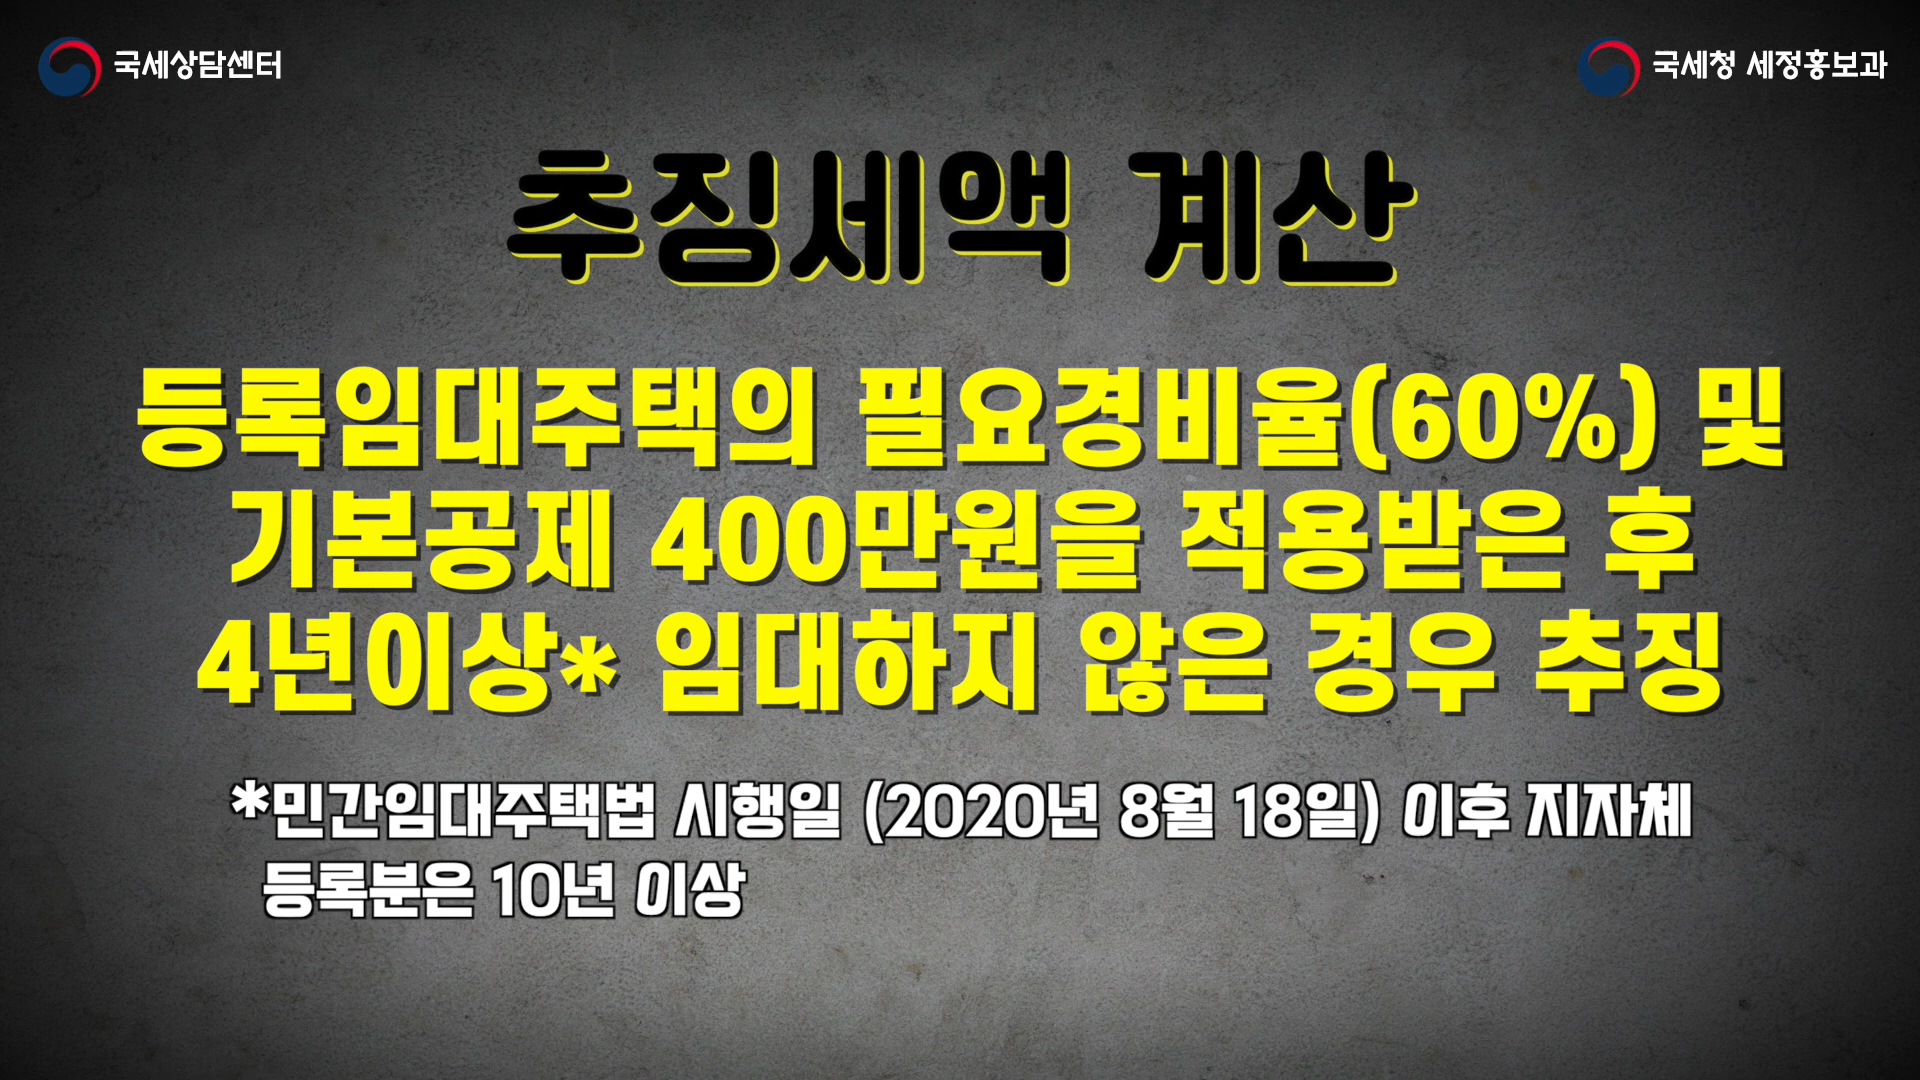 국세상담센터
국세청 세정홍보과
추징세액 계산
등록임대주택의 필요경비율(60%) 및
기본공제 400만원을 적용받은 후
4년이상* 임대하지 않은 경우 추징
*민간임대주택법 시행일 (2020년 8월 18일) 이후 지자체
등록분은 10년 이상